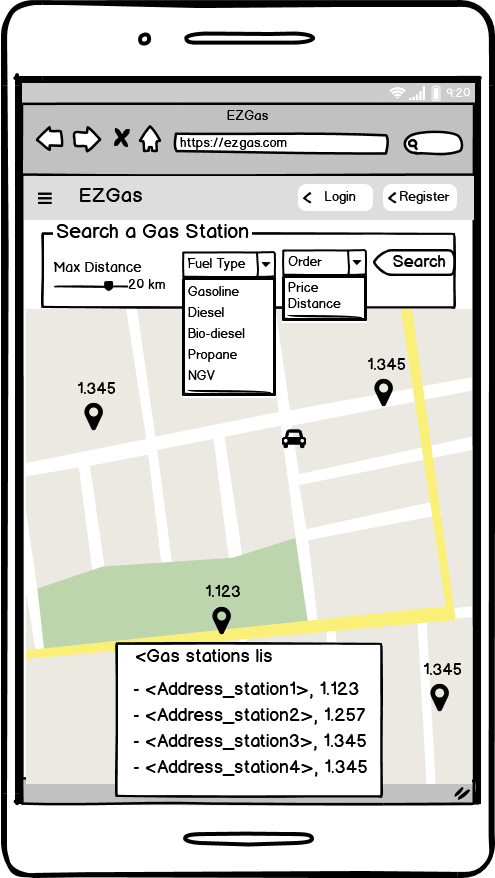 9:20
EZGas
https://ezgas.com
EZGas
Login
Register
Search a Gas Station
Max Distance
20 km
Fuel Type
Gasoline
Diesel
Bio-diesel
Propane
NGV
Order
Price
Distance
Search
1.345
1.345
1.123
1.345
<Gas stations lis
- <Address_station1>, 1.123
- <Address_station2>, 1.257
- <Address_station3>, 1.345
- <Address_station4>, 1.345